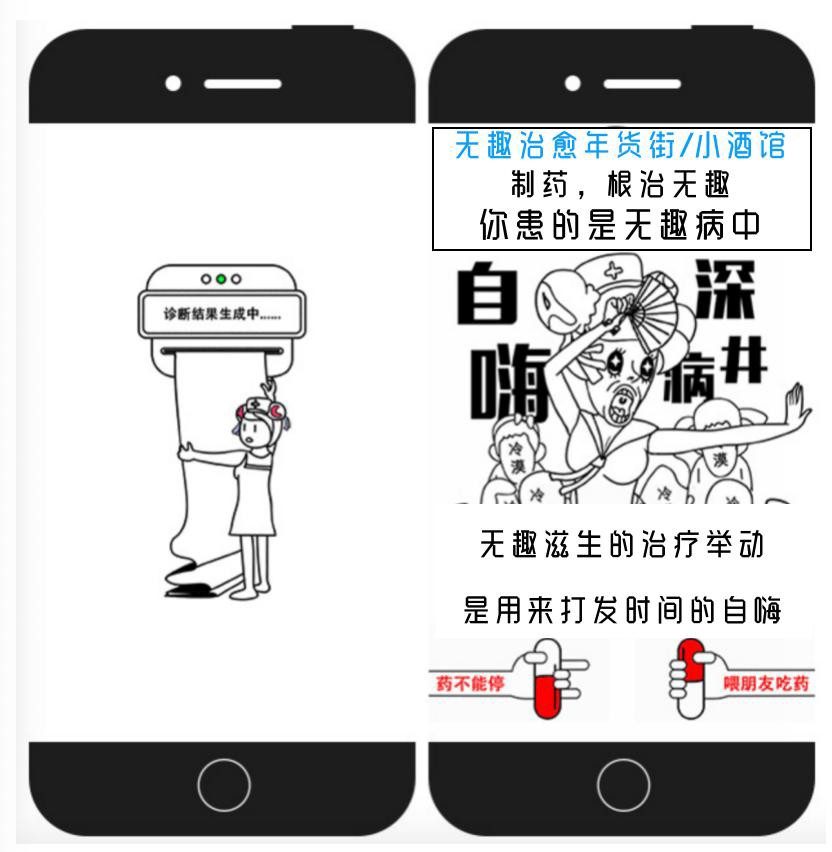 诊断结果生成中......
无趣治愈年货街/小酒馆
制药，根治无趣
你患的是无趣病中
自嗨
深井病
冷漠
冷漠
冷
冷
无趣滋生的治疗举动
是用来打发时间的自嗨
药不能停
喂朋友吃药